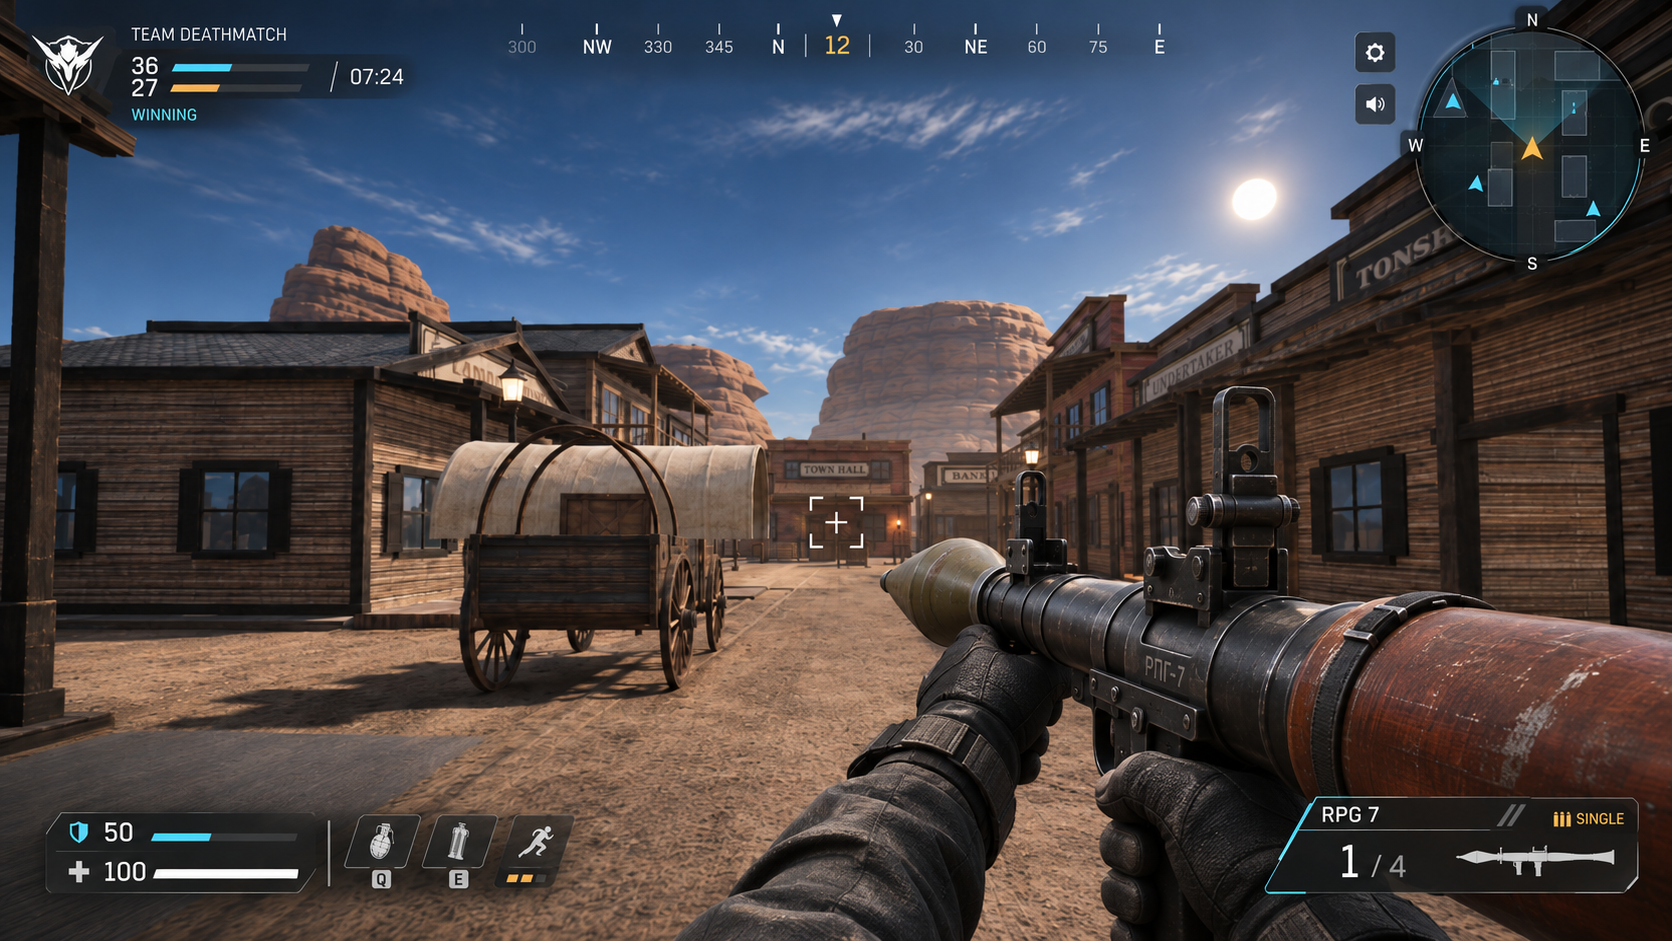 TEAM DEATHMATCH
36
27
07:24
WINNING
300 NW 330 345 N 12 30 NE 60 75 E
N
W
E
S
UNDERTAKER
TOWN HALL
BANK
РПГ-7
50
100
Q
E
RPG 7
SINGLE
1 / 4